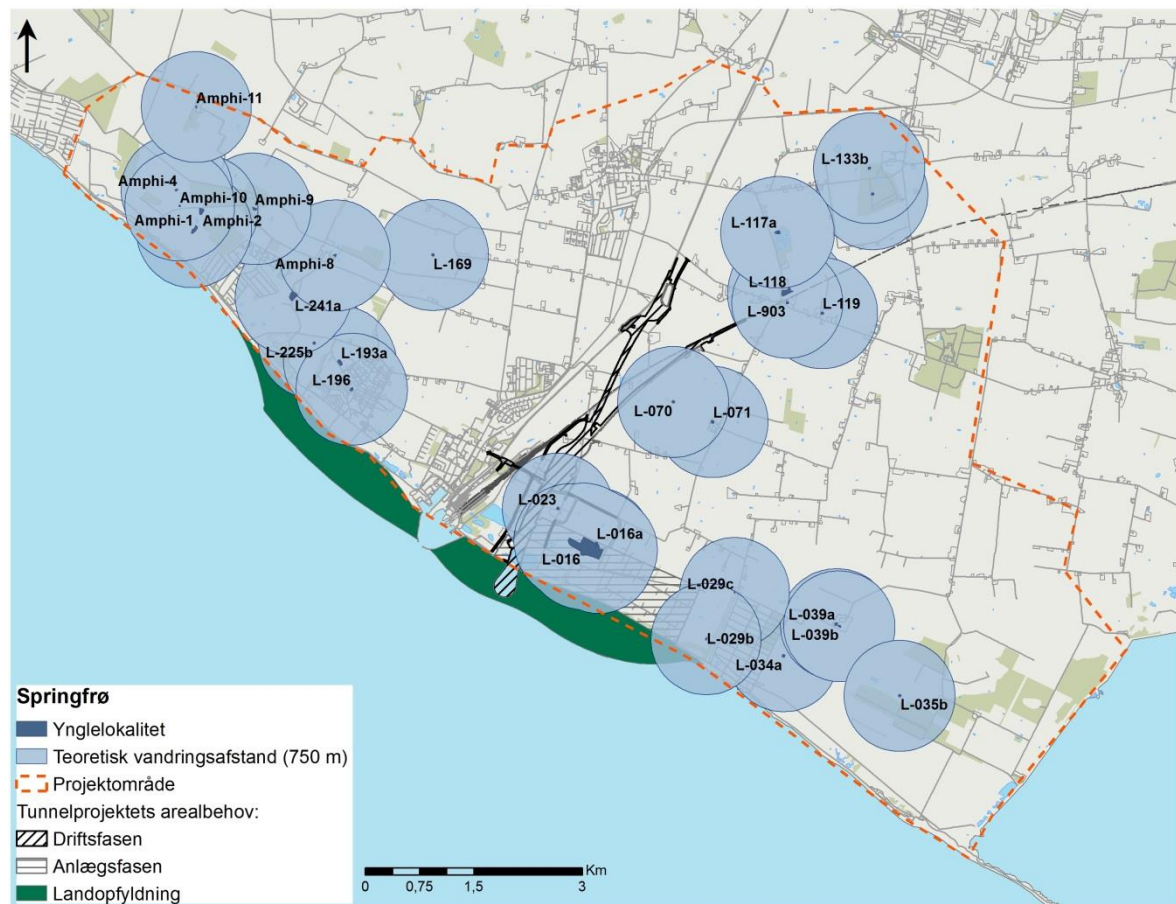 Amphi-11
L-133b
Amphi-4
Amphi-10
Amphi-9
Amphi-1
Amphi-2
L-117a
Amphi-8
L-169
L-118
L-241a
L-903
L-119
L-225b
L-193a
L-196
L-070
L-071
L-023
L-016a
L-016
L-029c
L-039a
L-039b
L-029b
L-034a
L-035b
Springfrø
Ynglelokalitet
Teoretisk vandringsafstand (750 m)
Projektområde
Tunnelprojektets arealbehov:
Driftsfasen
Anlægsfasen
Landopfyldning
Km
0 0,75 1,5 3